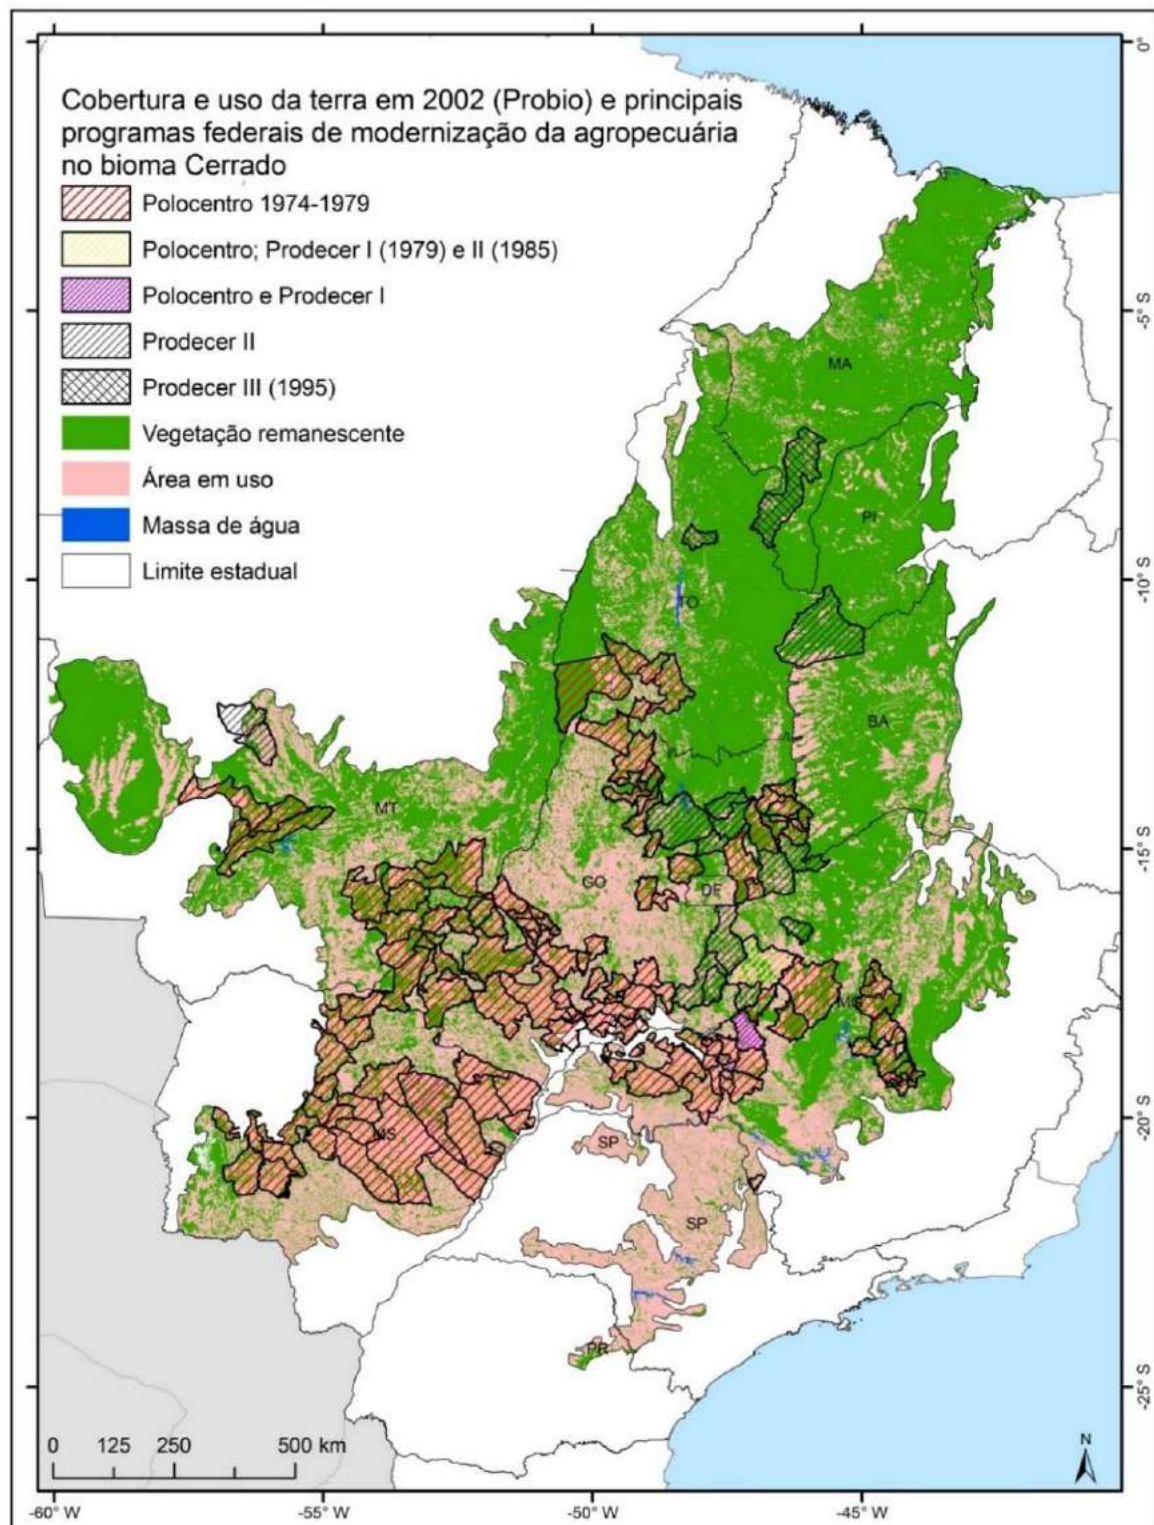 Cobertura e uso da terra em 2002 (Probio) e principais
programas federais de modernização da agropecuária
no bioma Cerrado
Polocentro 1974-1979
Polocentro; Prodecer I (1979) e II (1985)
Polocentro e Prodecer I
Prodecer II
Prodecer III (1995)
Vegetação remanescente
Área em uso
Massa de água
Limite estadual
0°
-5° S
-10° S
-15° S
-20° S
-25° S
MA
PI
TO
BA
MT
GO
DF
MG
MS
SP
SP
PR
0 125 250 500 km
N
-60° W -55° W -50° W -45° W